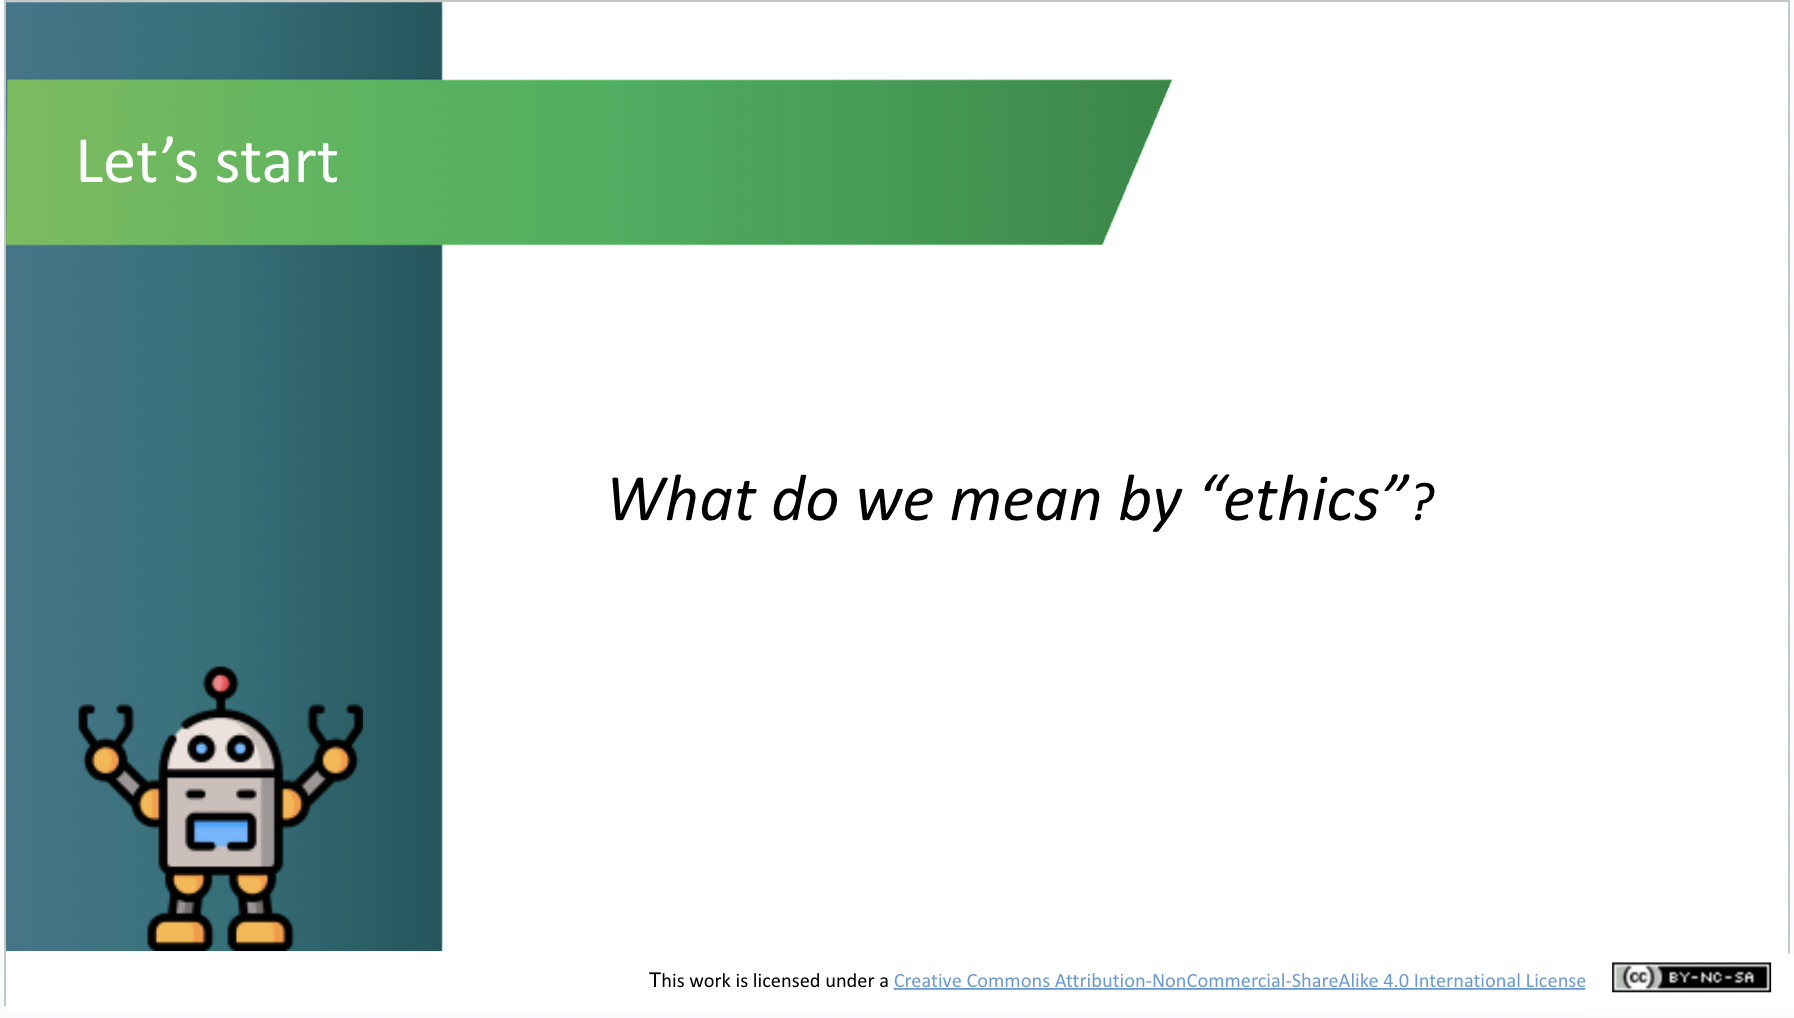 Let’s start
What do we mean by “ethics”?
This work is licensed under a Creative Commons Attribution-NonCommercial-ShareAlike 4.0 International License
cc BY-NC-SA